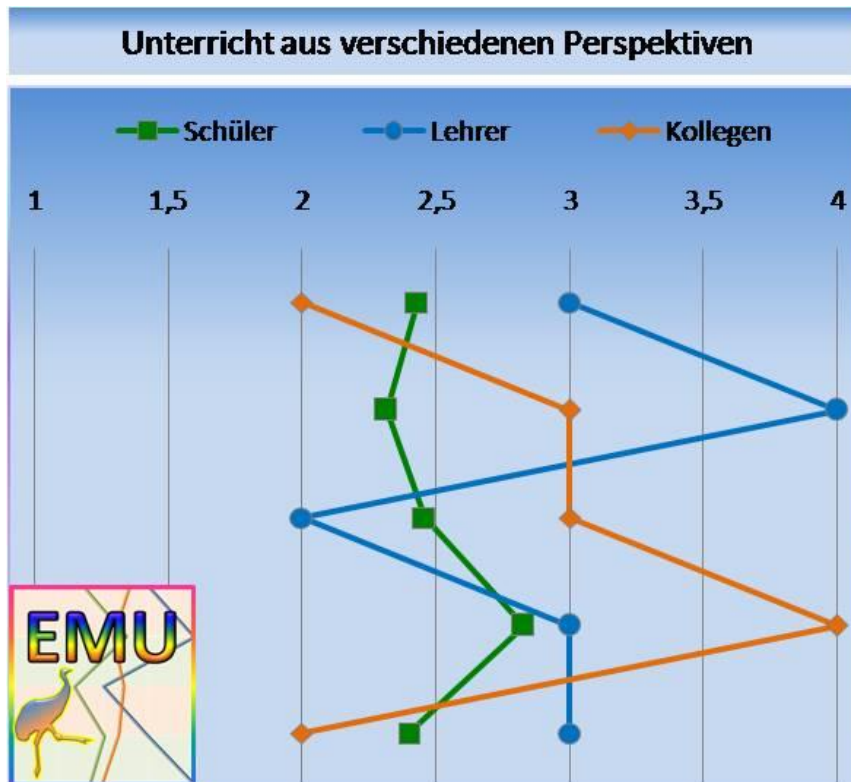 Unterricht aus verschiedenen Perspektiven
Schüler Lehrer Kollegen
1 1,5 2 2,5 3 3,5 4
EMU